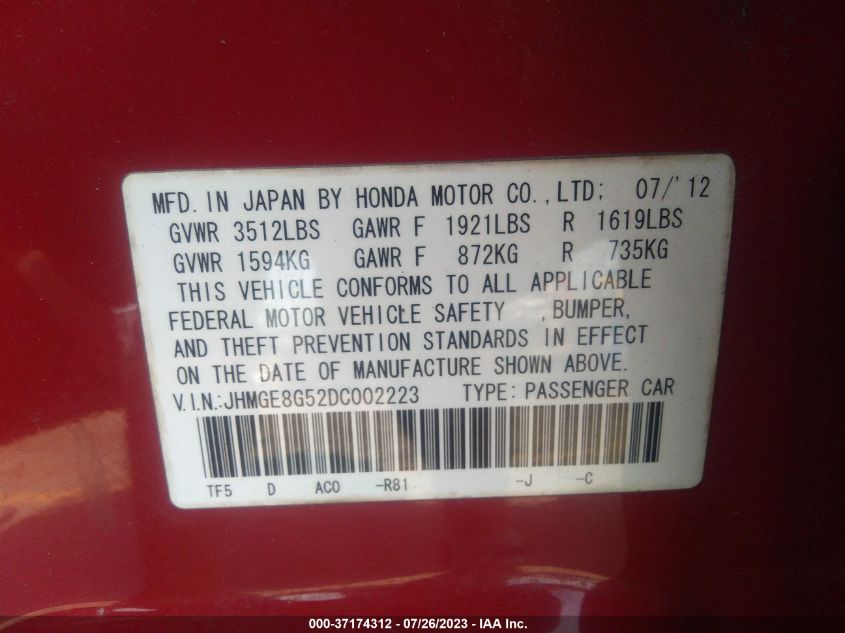 MFD. IN JAPAN BY HONDA MOTOR CO.,LTD; 07/'12
GVWR 3512LBS GAWR F 1921LBS R 1619LBS
GVWR 1594KG GAWR F 872KG R 735KG
THIS VEHICLE CONFORMS TO ALL APPLICABLE
FEDERAL MOTOR VEHICLE SAFETY , BUMPER,
AND THEFT PREVENTION STANDARDS IN EFFECT
ON THE DATE OF MANUFACTURE SHOWN ABOVE.
V.I.N.:JHMGE8G52DC002223 TYPE: PASSENGER CAR
TF5 D AC0 -R81 -J -C
000-37174312 - 07/26/2023 - IAA Inc.